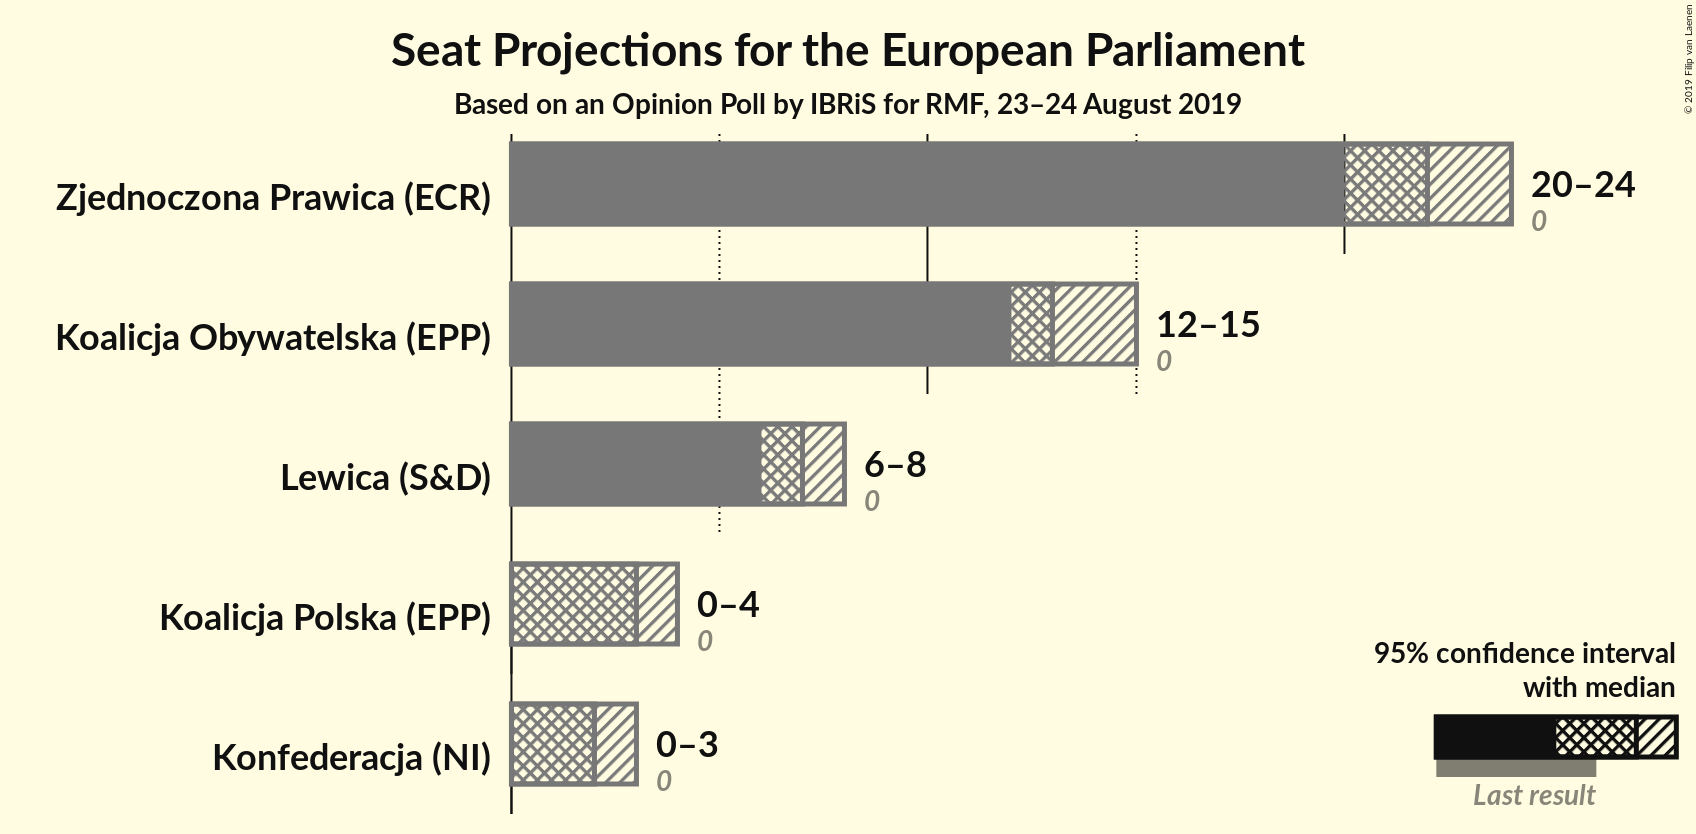 Seat Projections for the European Parliament
Based on an Opinion Poll by IBRiS for RMF, 23–24 August 2019
© 2019 Filip van Laenen
Zjednoczona Prawica (ECR)
20–24
0
Koalicja Obywatelska (EPP)
12–15
0
Lewica (S&D)
6–8
0
Koalicja Polska (EPP)
0–4
0
Konfederacja (NI)
0–3
0
95% confidence interval
with median
Last result